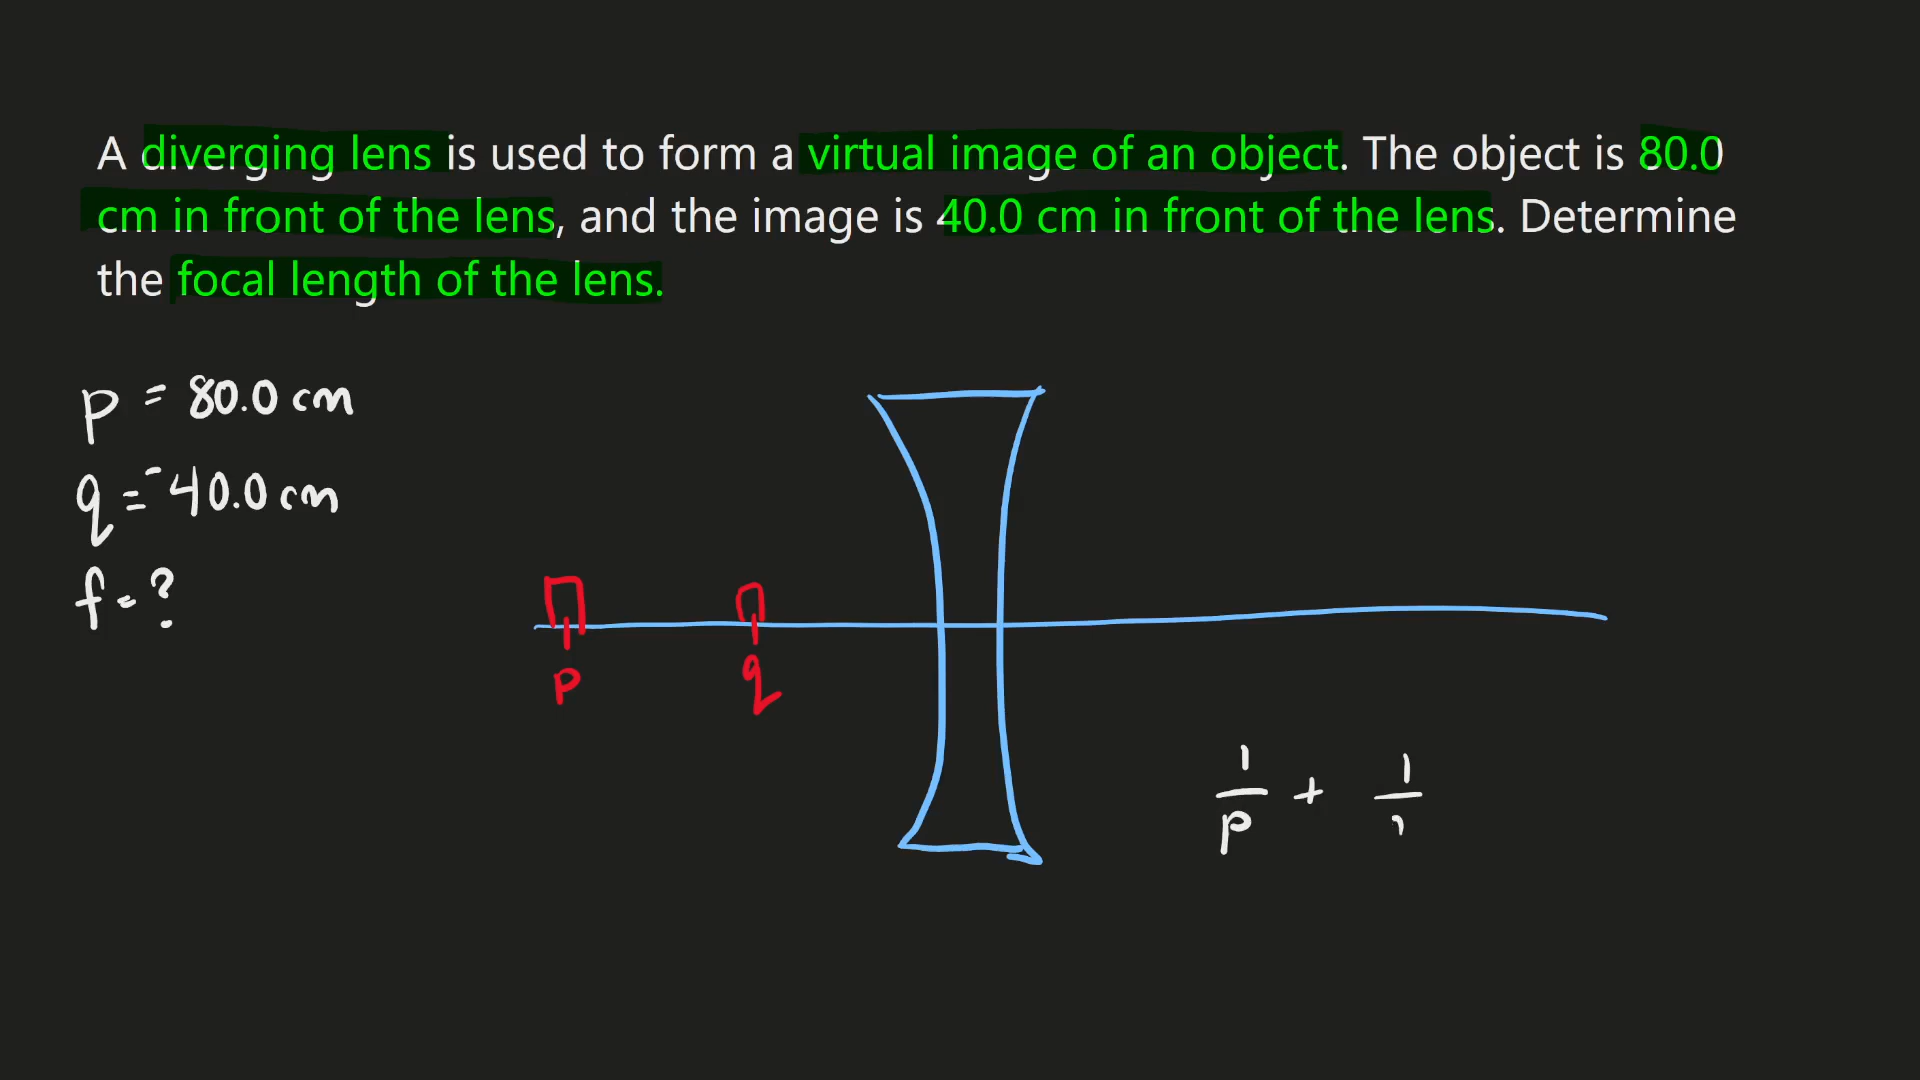 A diverging lens is used to form a virtual image of an object. The object is 80.0
cm in front of the lens, and the image is 40.0 cm in front of the lens. Determine
the focal length of the lens.
p = 80.0 cm
q = -40.0 cm
f = ?
p
q
1/p + 1/